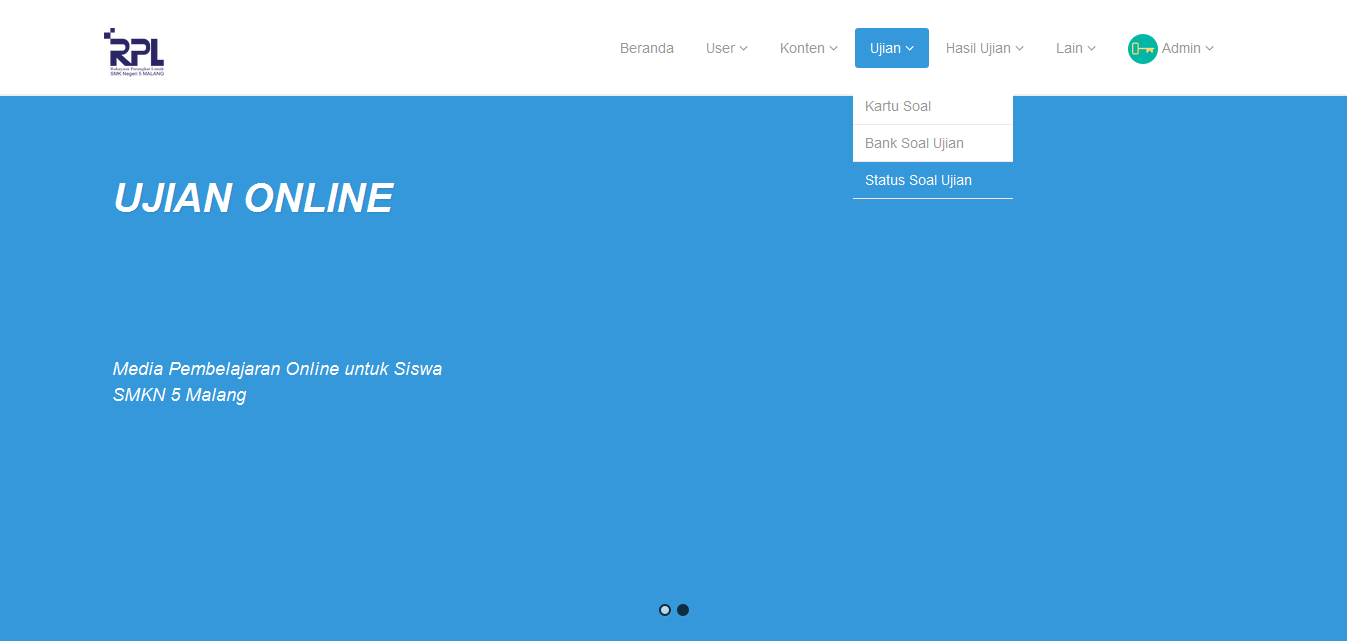 RPL
Rekayasa Perangkat Lunak
SMK Negeri 5 MALANG
Beranda
User
Konten
Ujian
Hasil Ujian
Lain
Admin
Kartu Soal
Bank Soal Ujian
Status Soal Ujian
UJIAN ONLINE
Media Pembelajaran Online untuk Siswa
SMKN 5 Malang